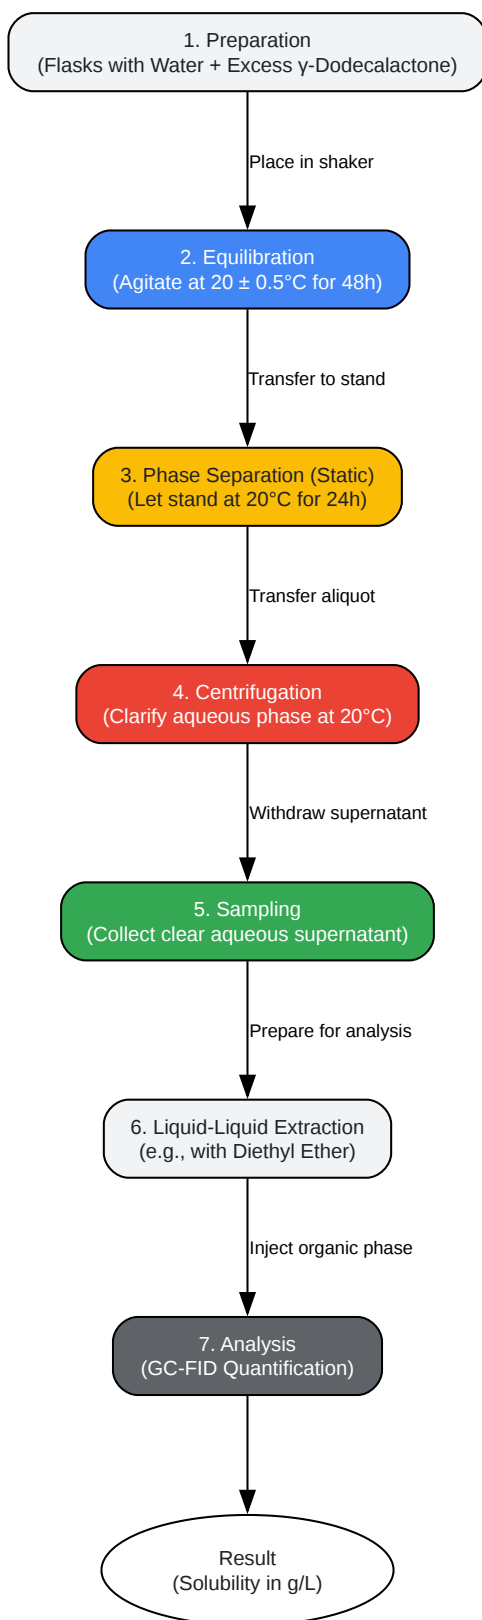 1. Preparation
(Flasks with Water + Excess γ-Dodecalactone)
Place in shaker
2. Equilibration
(Agitate at 20 ± 0.5°C for 48h)
Transfer to stand
3. Phase Separation (Static)
(Let stand at 20°C for 24h)
Transfer aliquot
4. Centrifugation
(Clarify aqueous phase at 20°C)
Withdraw supernatant
5. Sampling
(Collect clear aqueous supernatant)
Prepare for analysis
6. Liquid-Liquid Extraction
(e.g., with Diethyl Ether)
Inject organic phase
7. Analysis
(GC-FID Quantification)
Result
(Solubility in g/L)